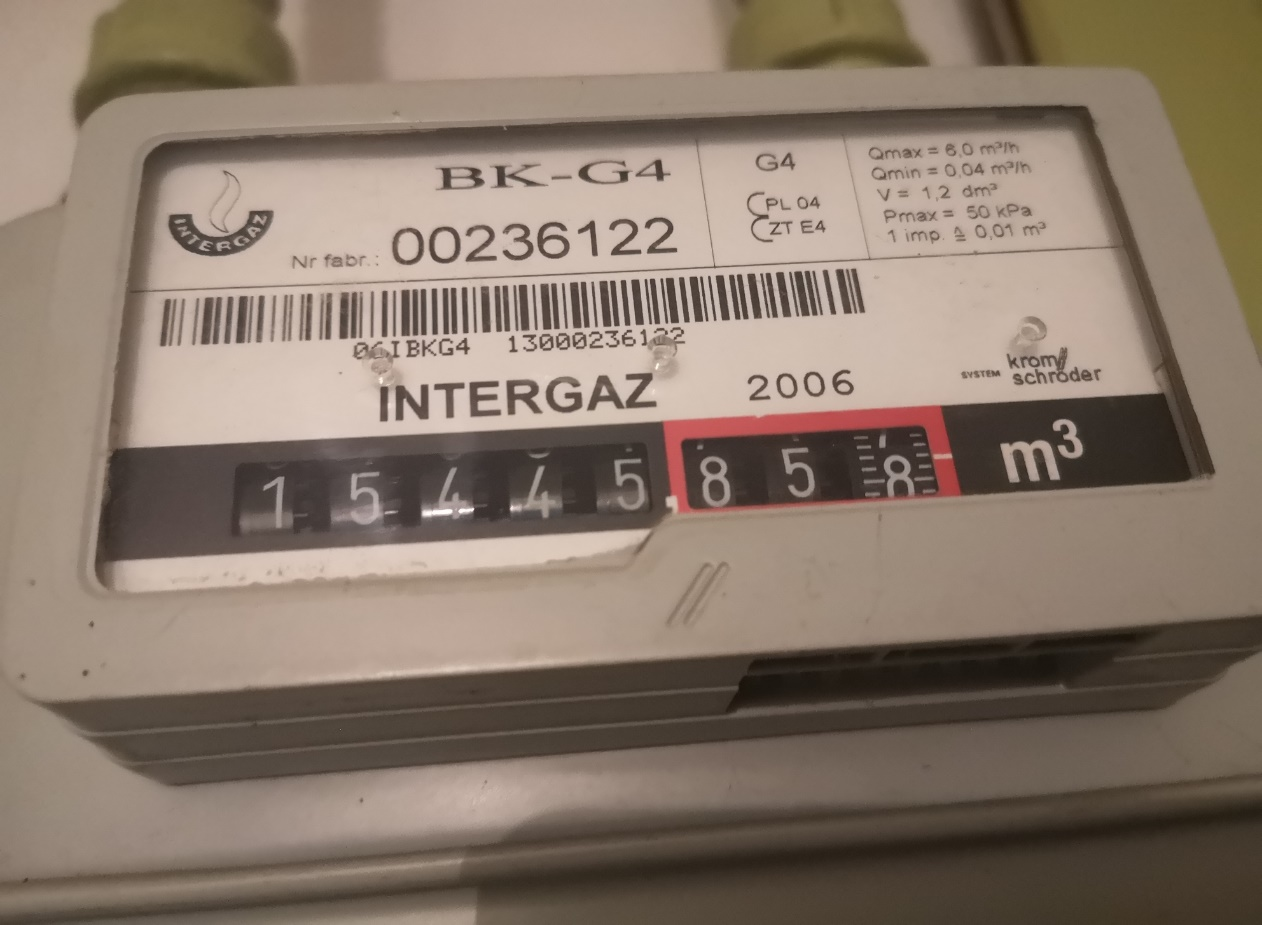 INTERGAZ
BK-G4
Nr fabr.: 00236122
G4
PL 04
ZT E4
Qmax = 6,0 m³/h
Qmin = 0,04 m³/h
V = 1,2 dm³
Pmax = 50 kPa
1 imp. ≙ 0,01 m³
06IBKG4 13000236122
INTERGAZ 2006
SYSTEM kromschröder
15445,858 m³